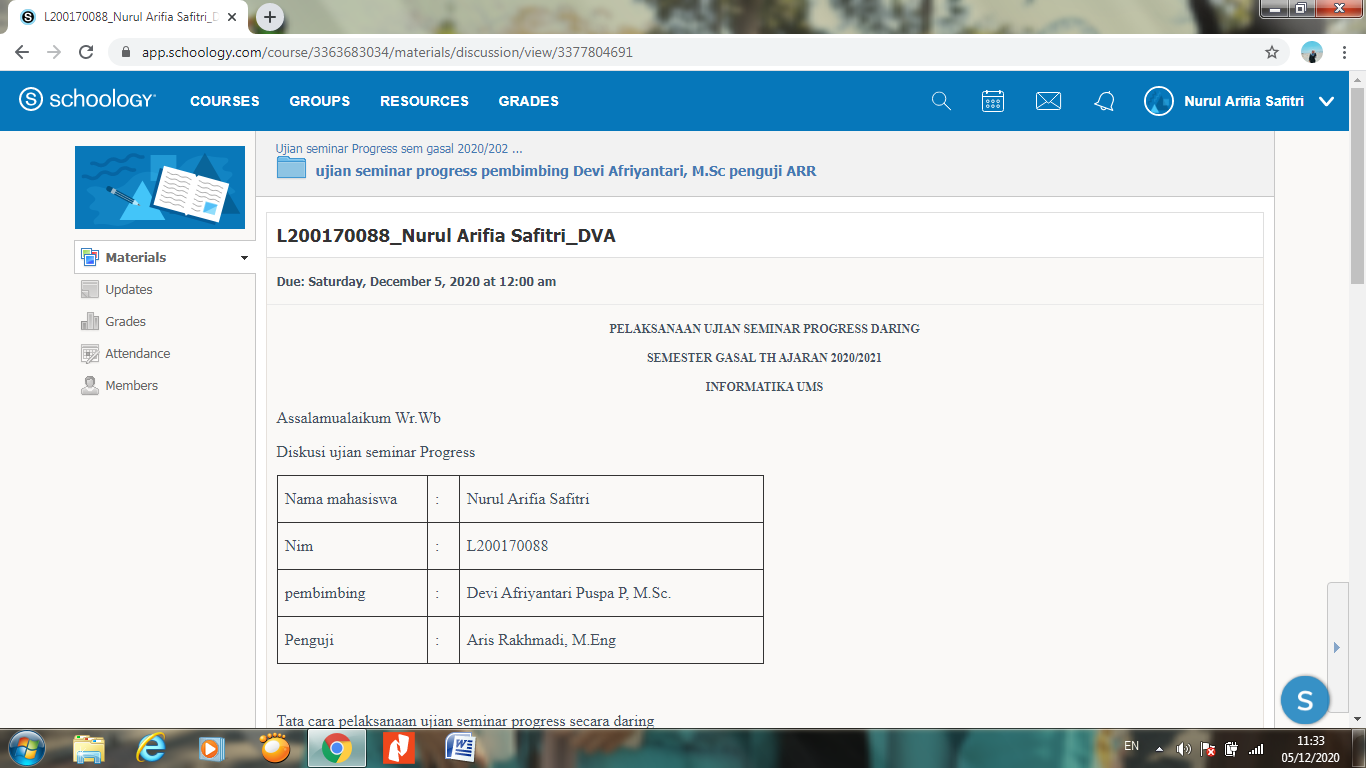 L200170088_Nurul Arifia Safitri_D
app.schoology.com/course/3363683034/materials/discussion/view/3377804691
S schoology
COURSES GROUPS RESOURCES GRADES
Nurul Arifia Safitri
Ujian seminar Progress sem gasal 2020/202 ...
ujian seminar progress pembimbing Devi Afriyantari, M.Sc penguji ARR
Materials
Updates
Grades
Attendance
Members
L200170088_Nurul Arifia Safitri_DVA
Due: Saturday, December 5, 2020 at 12:00 am
PELAKSANAAN UJIAN SEMINAR PROGRESS DARING
SEMESTER GASAL TH AJARAN 2020/2021
INFORMATIKA UMS
Assalamualaikum Wr.Wb
Diskusi ujian seminar Progress
Nama mahasiswa : Nurul Arifia Safitri
Nim : L200170088
pembimbing : Devi Afriyantari Puspa P, M.Sc.
Penguji : Aris Rakhmadi, M.Eng
Tata cara pelaksanaan ujian seminar progress secara daring
S
EN
11:33
05/12/2020